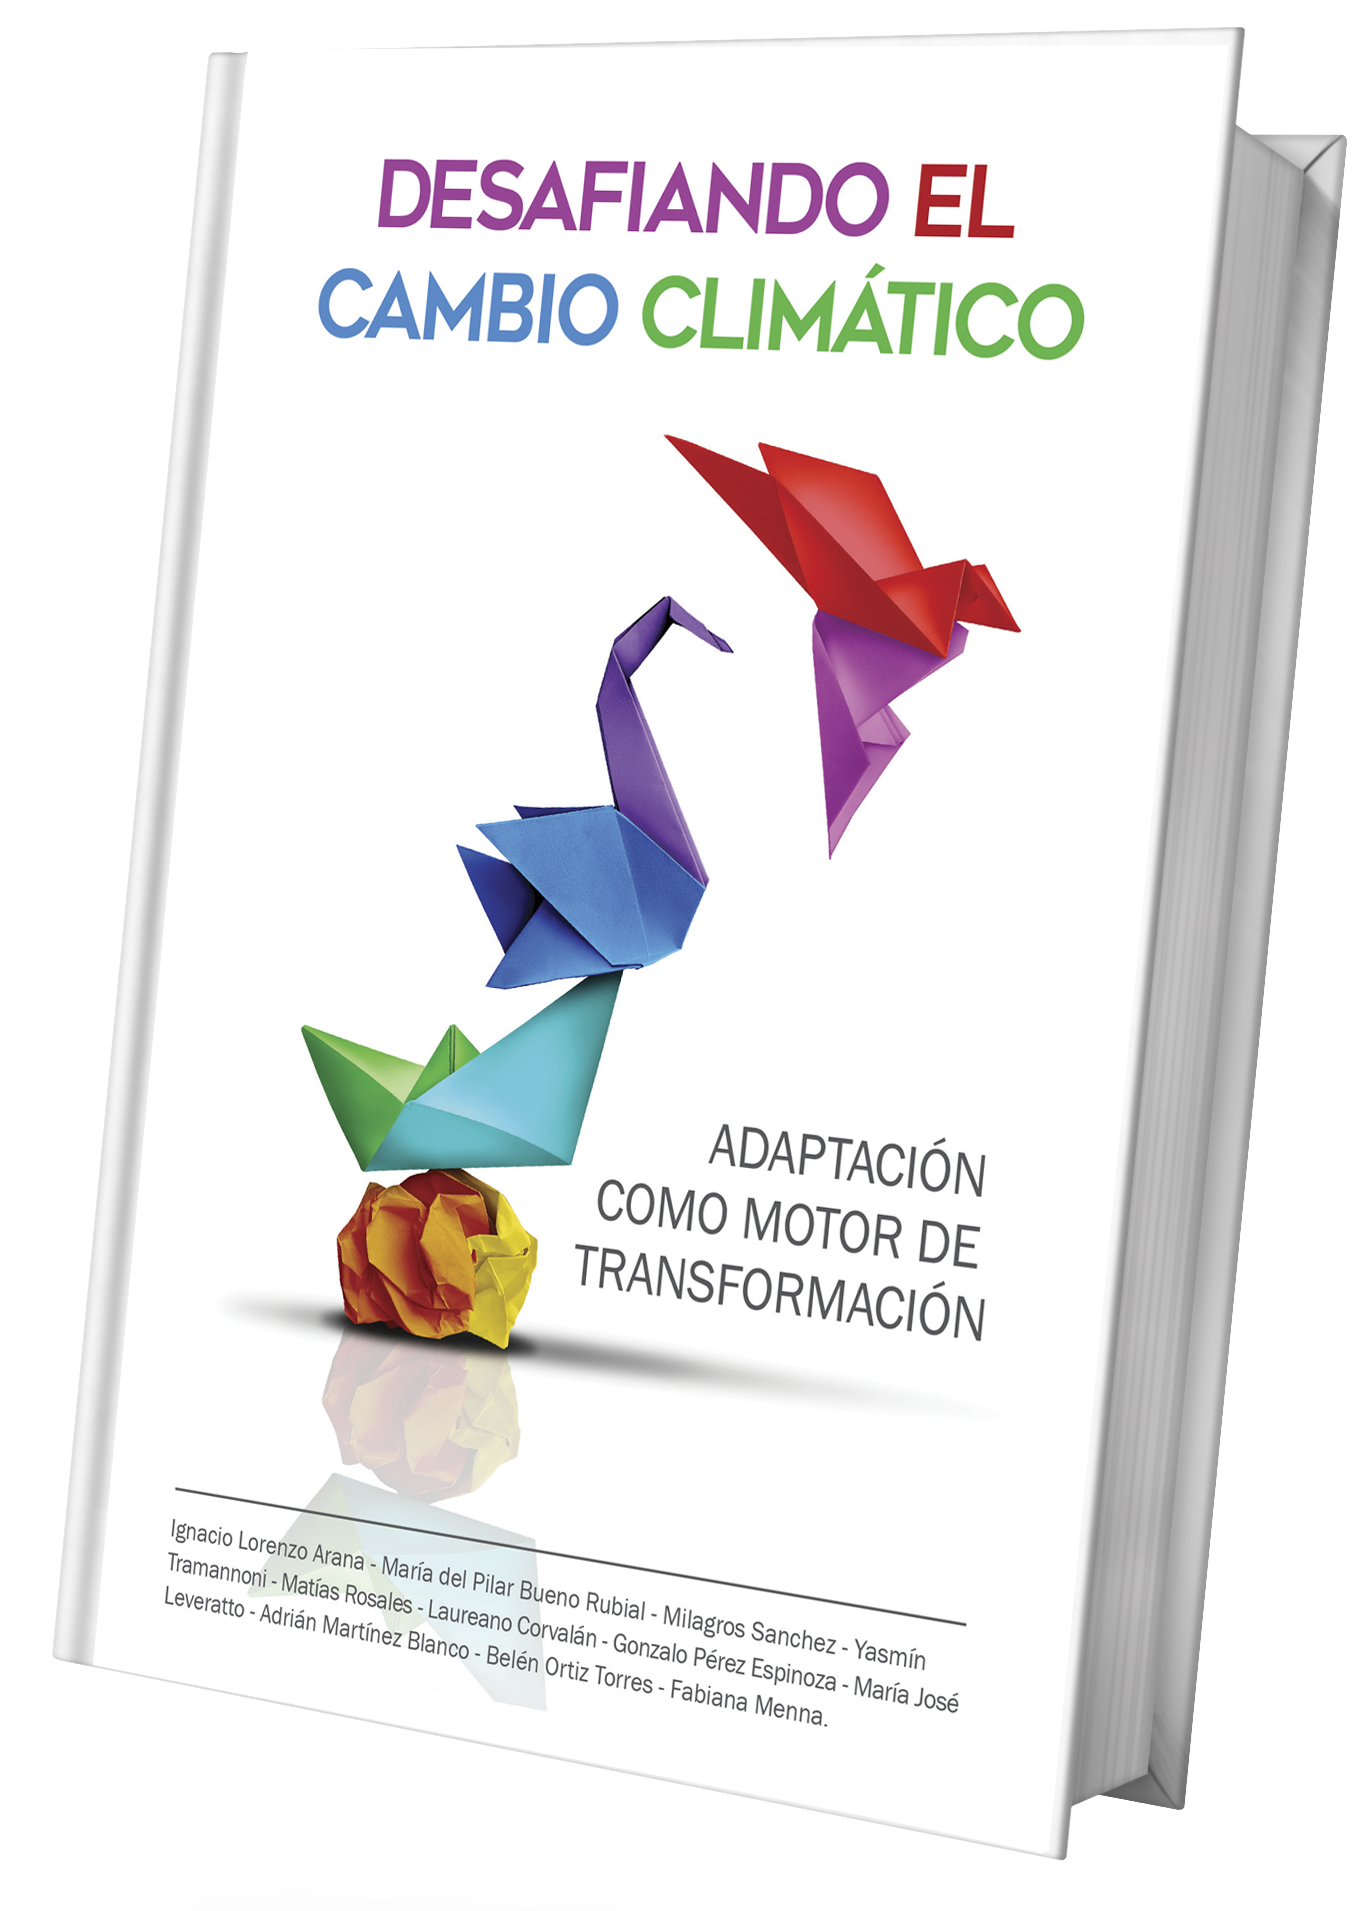 DESAFIANDO EL
CAMBIO CLIMÁTICO
ADAPTACIÓN
COMO MOTOR DE
TRANSFORMACIÓN
Ignacio Lorenzo Arana - María del Pilar Bueno Rubial - Milagros Sanchez - Yasmín
Tramannoni - Matías Rosales - Laureano Corvalán - Gonzalo Pérez Espinoza - María José
Leveratto - Adrián Martínez Blanco - Belén Ortiz Torres - Fabiana Menna.